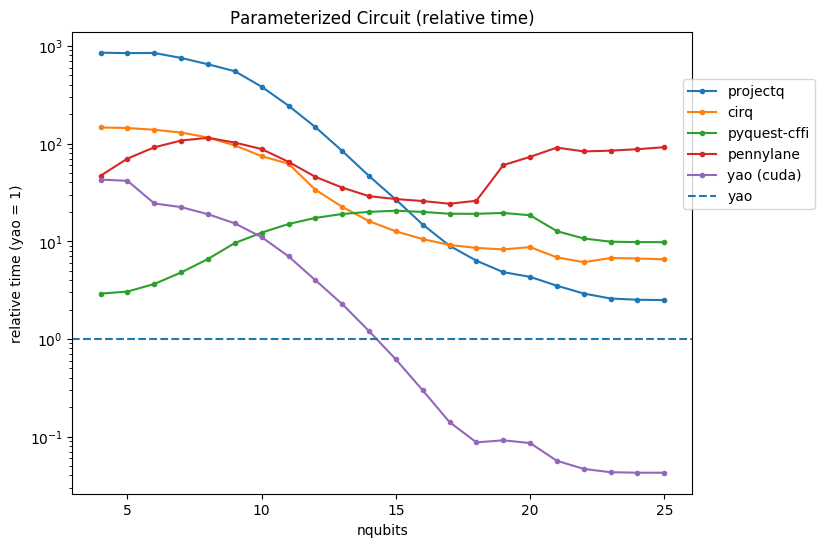 Parameterized Circuit (relative time)
relative time (yao = 1)
10³
10²
10¹
10⁰
10⁻¹
5
10
15
20
25
nqubits
projectq
cirq
pyquest-cffi
pennylane
yao (cuda)
yao